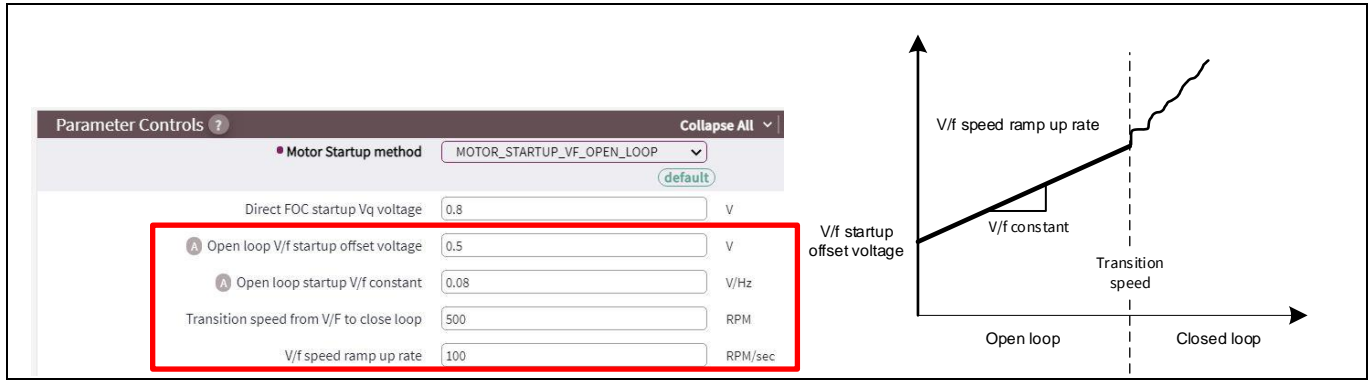 Parameter Controls ?
Collapse All
Motor Startup method
MOTOR_STARTUP_VF_OPEN_LOOP
default
Direct FOC startup Vq voltage 0.8 V
A Open loop V/f startup offset voltage 0.5 V
A Open loop startup V/f constant 0.08 V/Hz
Transition speed from V/F to close loop 500 RPM
V/f speed ramp up rate 100 RPM/sec
V/f speed ramp up rate
V/f startup
offset voltage
V/f constant
Transition
speed
Open loop
Closed loop